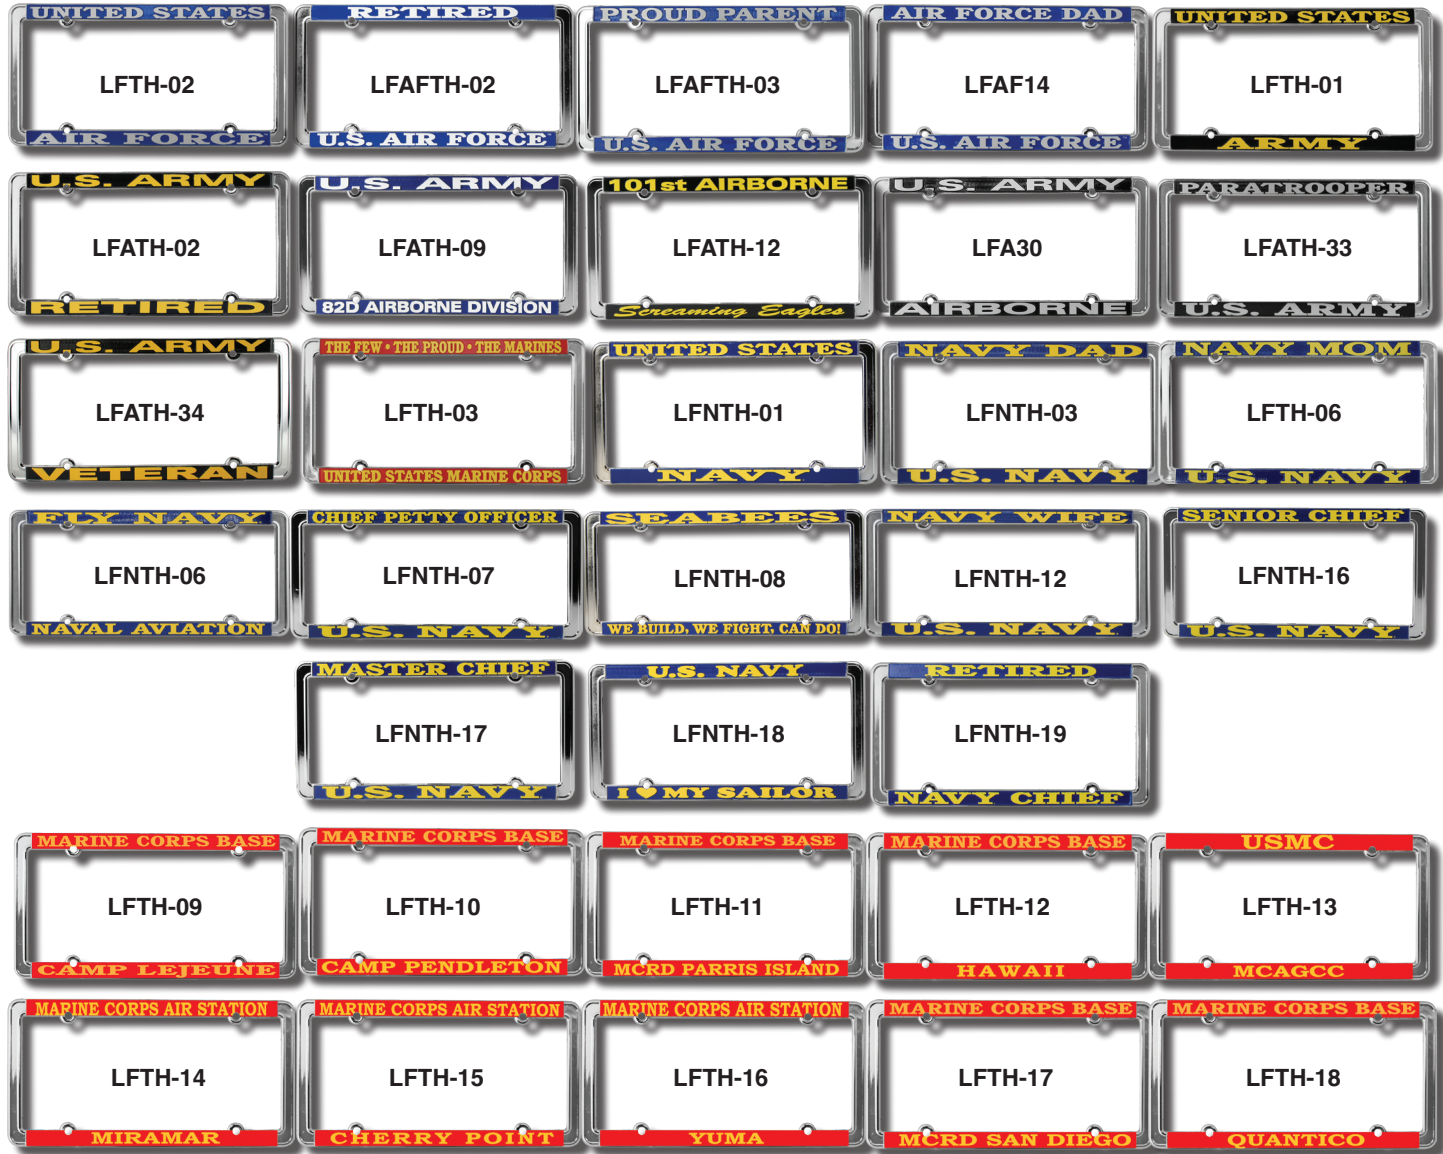 UNITED STATES
LFTH-02
AIR FORCE
RETIRED
LFAFTH-02
U.S. AIR FORCE
PROUD PARENT
LFAFTH-03
U.S. AIR FORCE
AIR FORCE DAD
LFAF14
U.S. AIR FORCE
UNITED STATES
LFTH-01
ARMY
U.S. ARMY
LFATH-02
RETIRED
U.S. ARMY
LFATH-09
82D AIRBORNE DIVISION
101st AIRBORNE
LFATH-12
Screaming Eagles
U.S. ARMY
LFA30
AIRBORNE
PARATROOPER
LFATH-33
U.S. ARMY
U.S. ARMY
LFATH-34
VETERAN
THE FEW • THE PROUD • THE MARINES
LFTH-03
UNITED STATES MARINE CORPS
UNITED STATES
LFNTH-01
NAVY
NAVY DAD
LFNTH-03
U.S. NAVY
NAVY MOM
LFTH-06
U.S. NAVY
FLY NAVY
LFNTH-06
NAVAL AVIATION
CHIEF PETTY OFFICER
LFNTH-07
U.S. NAVY
SEABEES
LFNTH-08
WE BUILD, WE FIGHT, CAN DO!
NAVY WIFE
LFNTH-12
U.S. NAVY
SENIOR CHIEF
LFNTH-16
U.S. NAVY
MASTER CHIEF
LFNTH-17
U.S. NAVY
U.S. NAVY
LFNTH-18
I ♥ MY SAILOR
RETIRED
LFNTH-19
NAVY CHIEF
MARINE CORPS BASE
LFTH-09
CAMP LEJEUNE
MARINE CORPS BASE
LFTH-10
CAMP PENDLETON
MARINE CORPS BASE
LFTH-11
MCRD PARRIS ISLAND
MARINE CORPS BASE
LFTH-12
HAWAII
USMC
LFTH-13
MCAGCC
MARINE CORPS AIR STATION
LFTH-14
MIRAMAR
MARINE CORPS AIR STATION
LFTH-15
CHERRY POINT
MARINE CORPS AIR STATION
LFTH-16
YUMA
MARINE CORPS BASE
LFTH-17
MCRD SAN DIEGO
MARINE CORPS BASE
LFTH-18
QUANTICO